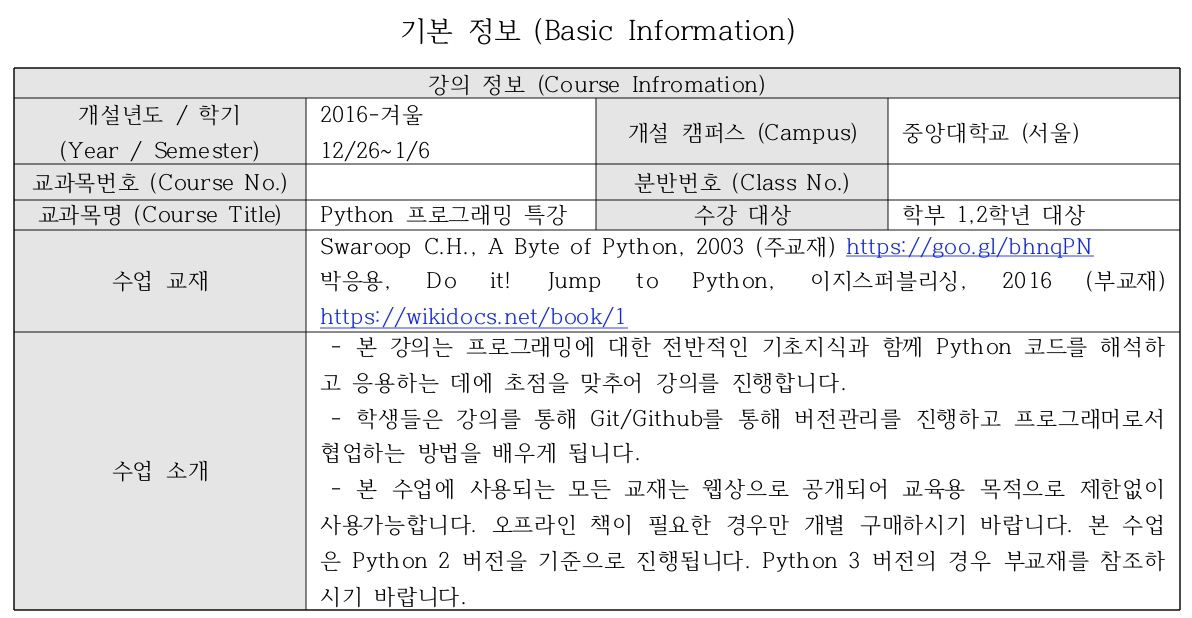 기본 정보 (Basic Information)
강의 정보 (Course Infromation)
개설년도 / 학기
(Year / Semester)
2016-겨울
12/26~1/6
개설 캠퍼스 (Campus)
중앙대학교 (서울)
교과목번호 (Course No.)
분반번호 (Class No.)
교과목명 (Course Title)
Python 프로그래밍 특강
수강 대상
학부 1,2학년 대상
수업 교재
Swaroop C.H., A Byte of Python, 2003 (주교재) https://goo.gl/bhnqPN
박응용, Do it! Jump to Python, 이지스퍼블리싱, 2016 (부교재)
https://wikidocs.net/book/1
수업 소개
- 본 강의는 프로그래밍에 대한 전반적인 기초지식과 함께 Python 코드를 해석하
고 응용하는 데에 초점을 맞추어 강의를 진행합니다.
- 학생들은 강의를 통해 Git/Github를 통해 버전관리를 진행하고 프로그래머로서
협업하는 방법을 배우게 됩니다.
- 본 수업에 사용되는 모든 교재는 웹상으로 공개되어 교육용 목적으로 제한없이
사용가능합니다. 오프라인 책이 필요한 경우만 개별 구매하시기 바랍니다. 본 수업
은 Python 2 버전을 기준으로 진행됩니다. Python 3 버전의 경우 부교재를 참조하
시기 바랍니다.